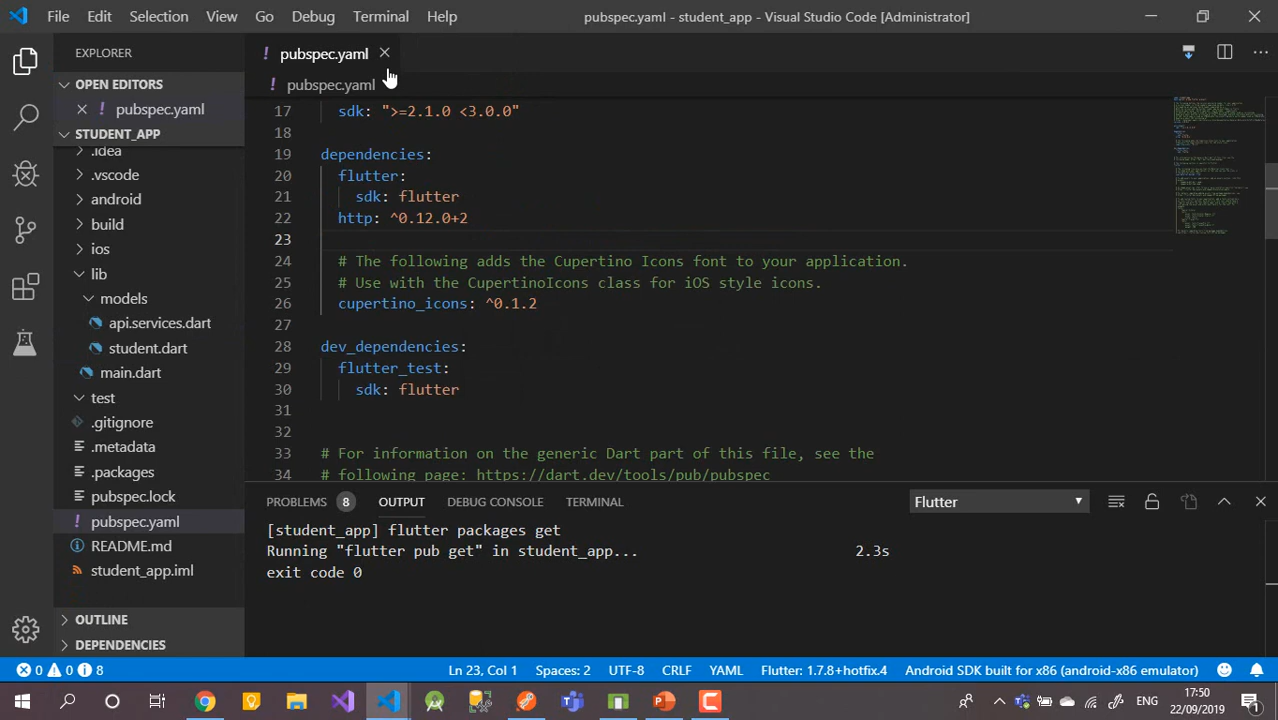 File Edit Selection View Go Debug Terminal Help
pubspec.yaml - student_app - Visual Studio Code [Administrator]
EXPLORER
OPEN EDITORS
pubspec.yaml
STUDENT_APP
.idea
.vscode
android
build
ios
lib
models
api.services.dart
student.dart
main.dart
test
.gitignore
.metadata
.packages
pubspec.lock
pubspec.yaml
README.md
student_app.iml
OUTLINE
DEPENDENCIES
! pubspec.yaml
! pubspec.yaml
17 sdk: ">=2.1.0 <3.0.0"
18
19 dependencies:
20 flutter:
21 sdk: flutter
22 http: ^0.12.0+2
23
24 # The following adds the Cupertino Icons font to your application.
25 # Use with the CupertinoIcons class for iOS style icons.
26 cupertino_icons: ^0.1.2
27
28 dev_dependencies:
29 flutter_test:
30 sdk: flutter
31
32
33 # For information on the generic Dart part of this file, see the
34 # following page: https://dart.dev/tools/pub/pubspec
PROBLEMS 8 OUTPUT DEBUG CONSOLE TERMINAL
Flutter
[student_app] flutter packages get
Running "flutter pub get" in student_app... 2.3s
exit code 0
0 0 8 Ln 23, Col 1 Spaces: 2 UTF-8 CRLF YAML Flutter: 1.7.8+hotfix.4 Android SDK built for x86 (android-x86 emulator)
ENG
17:50
22/09/2019